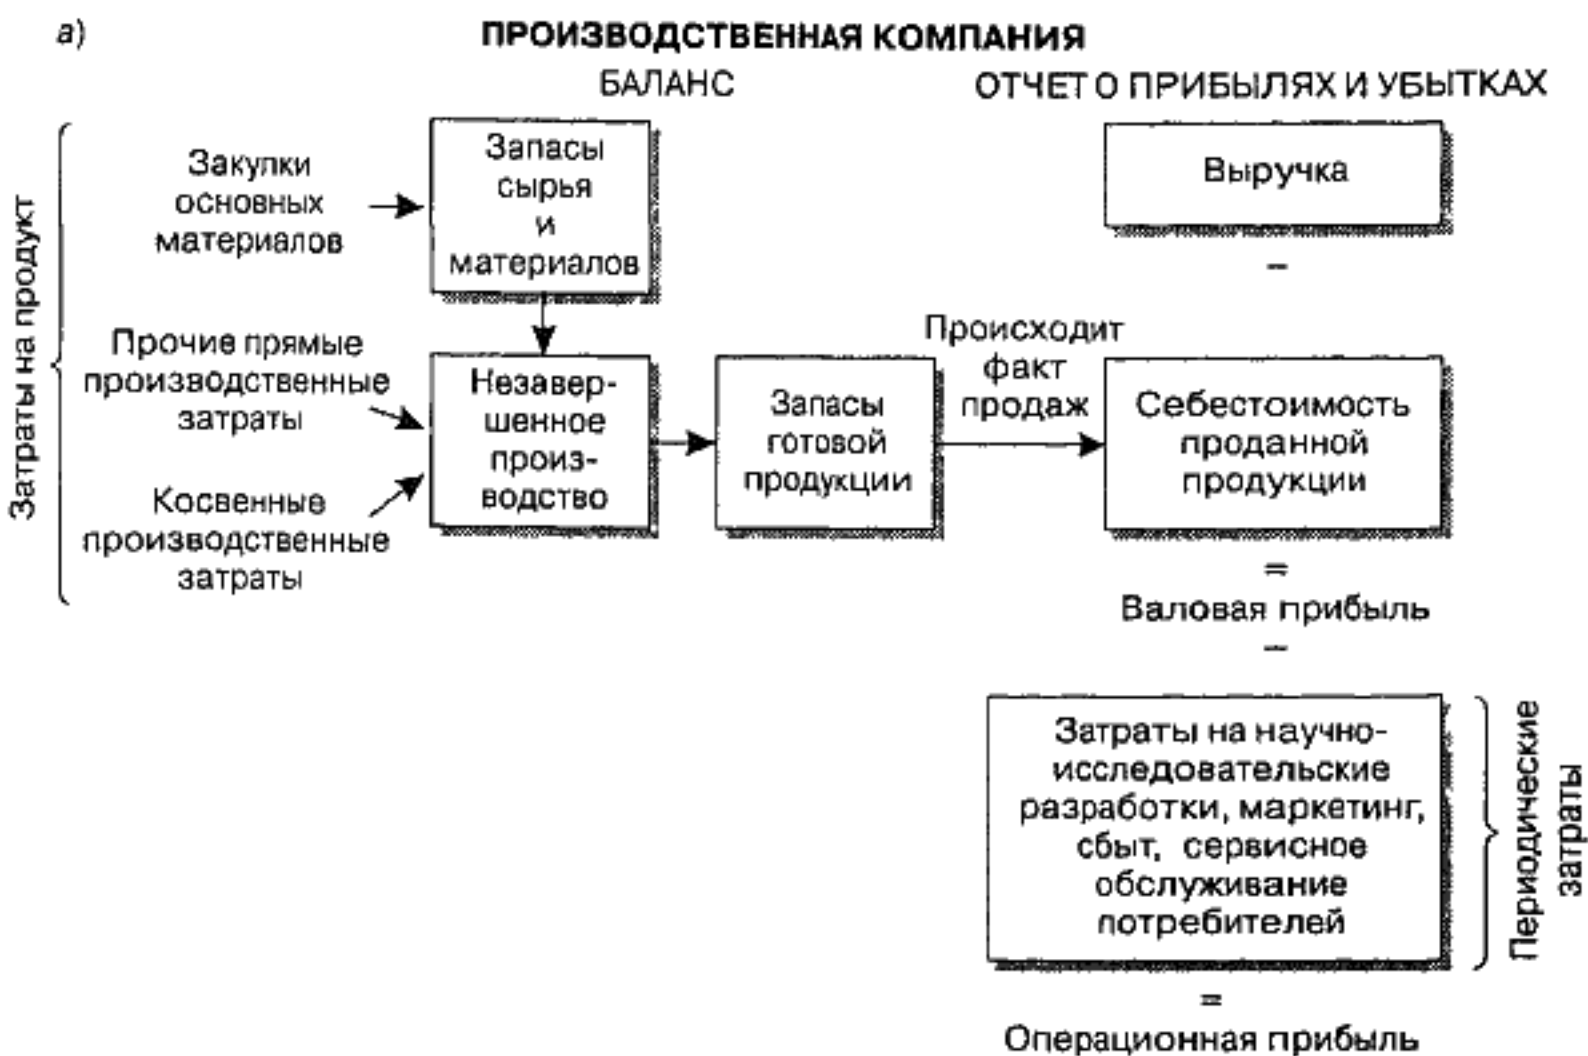 а)
ПРОИЗВОДСТВЕННАЯ КОМПАНИЯ
БАЛАНС
ОТЧЕТ О ПРИБЫЛЯХ И УБЫТКАХ
Затраты на продукт
Закупки
основных
материалов
Запасы
сырья
и
материалов
Выручка
–
Прочие прямые
производственные
затраты
Косвенные
производственные
затраты
Незавер-
шенное
произ-
водство
Запасы
готовой
продукции
Происходит
факт
продаж
Себестоимость
проданной
продукции
=
Валовая прибыль
–
Затраты на научно-
исследовательские
разработки, маркетинг,
сбыт, сервисное
обслуживание
потребителей
Периодические
затраты
=
Операционная прибыль